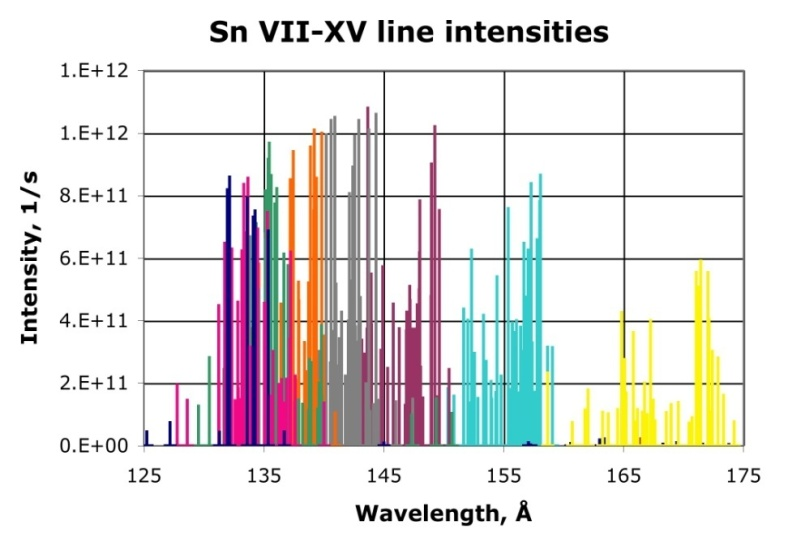 Sn VII-XV line intensities
1.E+12
1.E+12
8.E+11
6.E+11
4.E+11
2.E+11
0.E+00
Intensity, 1/s
125 135 145 155 165 175
Wavelength, Å